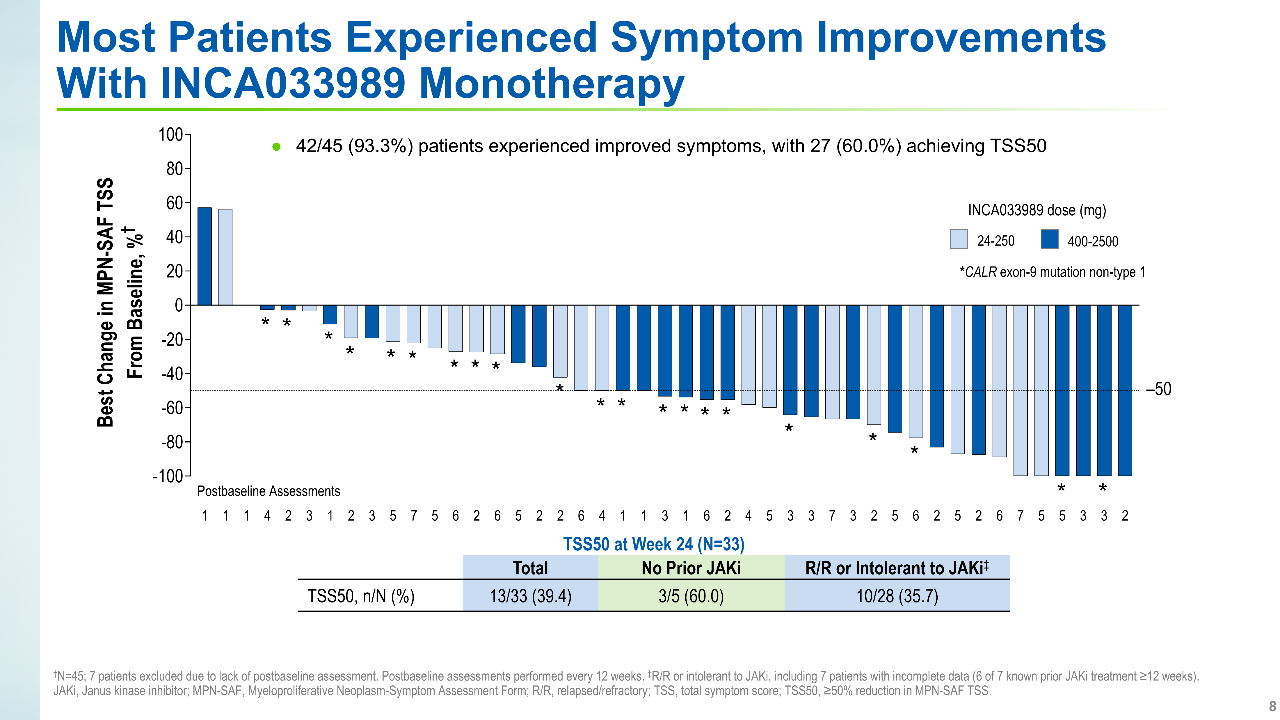 Most Patients Experienced Symptom Improvements
With INCA033989 Monotherapy
● 42/45 (93.3%) patients experienced improved symptoms, with 27 (60.0%) achieving TSS50
Best Change in MPN-SAF TSS
From Baseline, %†
100
80
60
40
20
0
-20
-40
-60
-80
-100
INCA033989 dose (mg)
24-250 400-2500
*CALR exon-9 mutation non-type 1
–50
Postbaseline Assessments
1 1 1 4 2 3 1 2 3 5 7 5 6 2 6 5 2 2 6 4 1 1 3 1 6 2 4 5 3 3 7 3 2 5 6 2 5 2 6 7 5 5 3 3 2
TSS50 at Week 24 (N=33)
Total No Prior JAKi R/R or Intolerant to JAKi‡
TSS50, n/N (%) 13/33 (39.4) 3/5 (60.0) 10/28 (35.7)
†N=45; 7 patients excluded due to lack of postbaseline assessment. Postbaseline assessments performed every 12 weeks. ‡R/R or intolerant to JAKi, including 7 patients with incomplete data (6 of 7 known prior JAKi treatment ≥12 weeks).
JAKi, Janus kinase inhibitor; MPN-SAF, Myeloproliferative Neoplasm-Symptom Assessment Form; R/R, relapsed/refractory; TSS, total symptom score; TSS50, ≥50% reduction in MPN-SAF TSS.
8